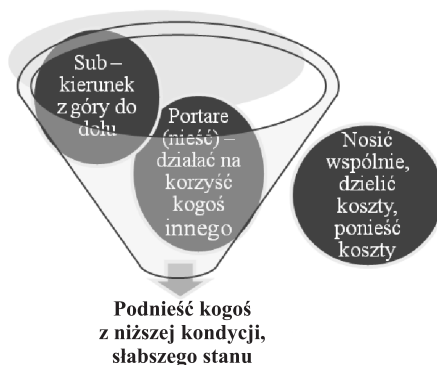 Sub –
kierunek
z góry do
dołu
Portare
(nieść) –
działać na
korzyść
kogoś
innego
Nosić
wspólnie,
dzielić
koszty,
ponieść
koszty
Podnieść kogoś
z niższej kondycji,
słabszego stanu